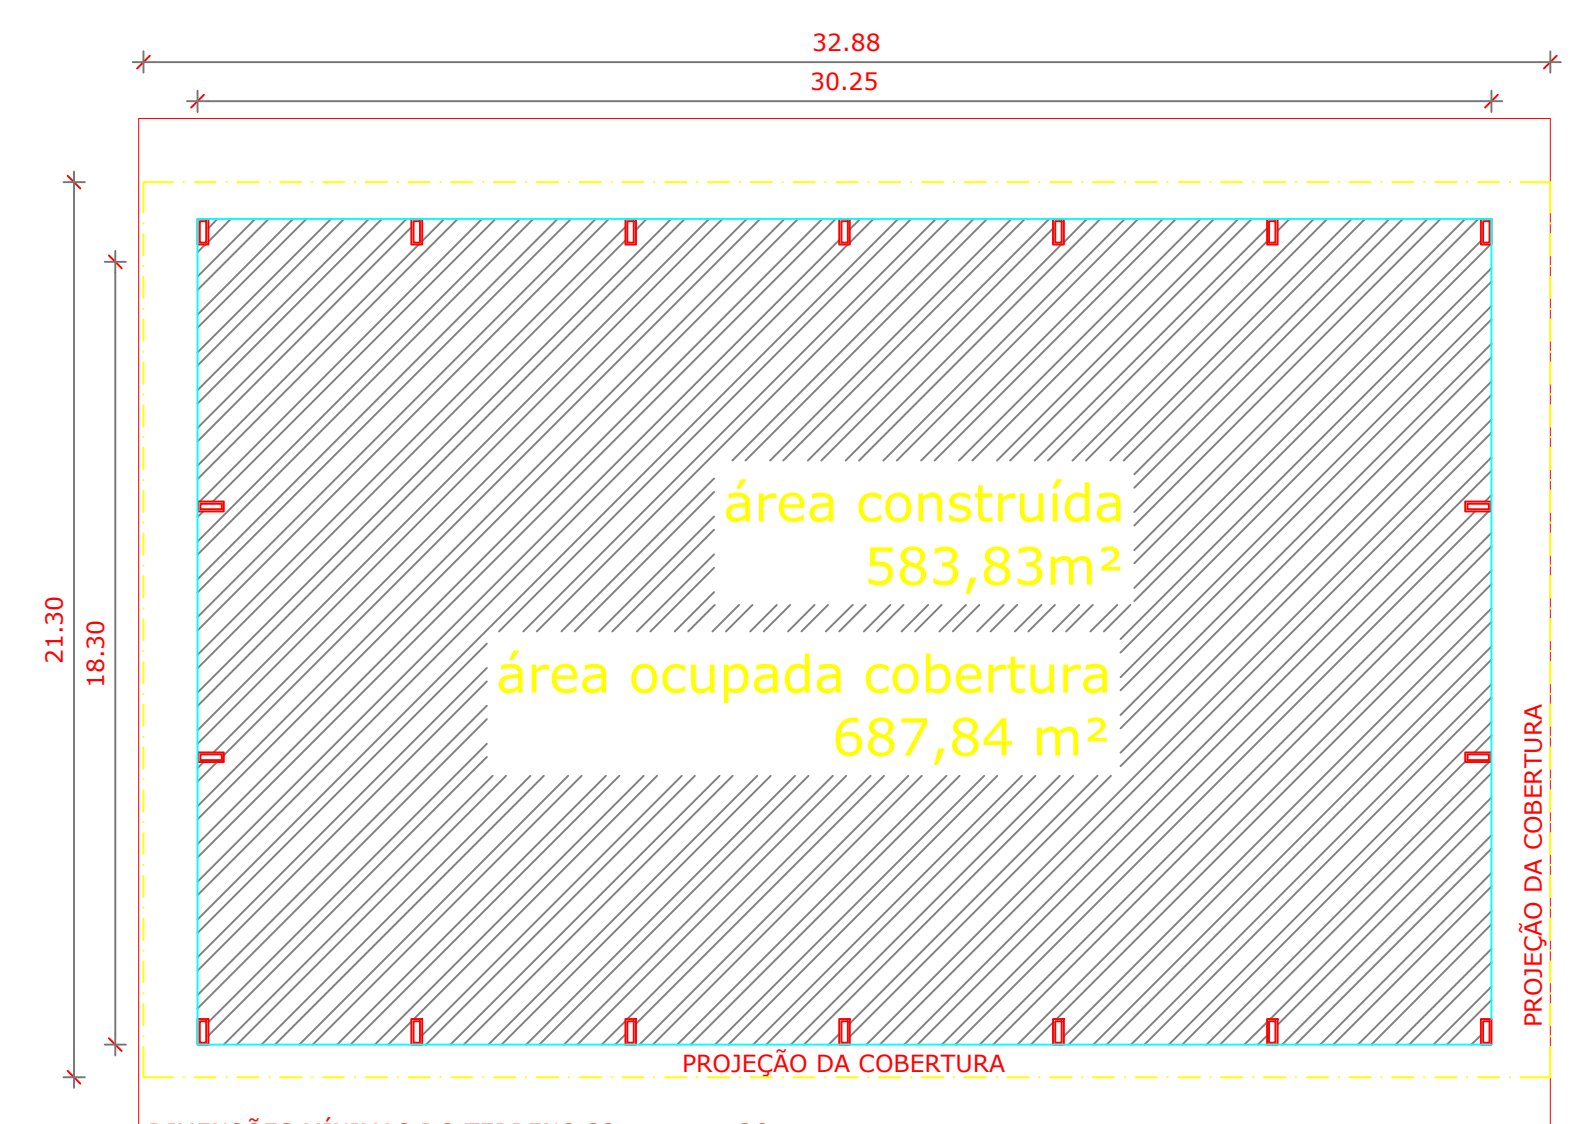 32.88
30.25
21.30
18.30
área construída
583,83m²
área ocupada cobertura
687,84 m²
PROJEÇÃO DA COBERTURA
PROJEÇÃO DA COBERTURA